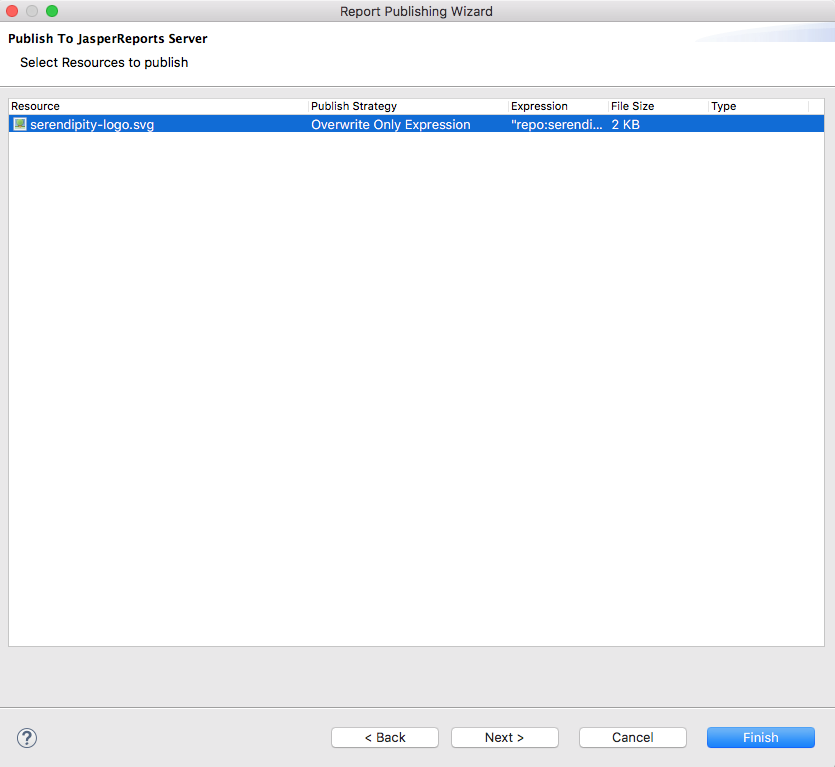 Report Publishing Wizard
Publish To JasperReports Server
Select Resources to publish
Resource Publish Strategy Expression File Size Type
serendipity-logo.svg Overwrite Only Expression "repo:serendi... 2 KB
? < Back Next > Cancel Finish